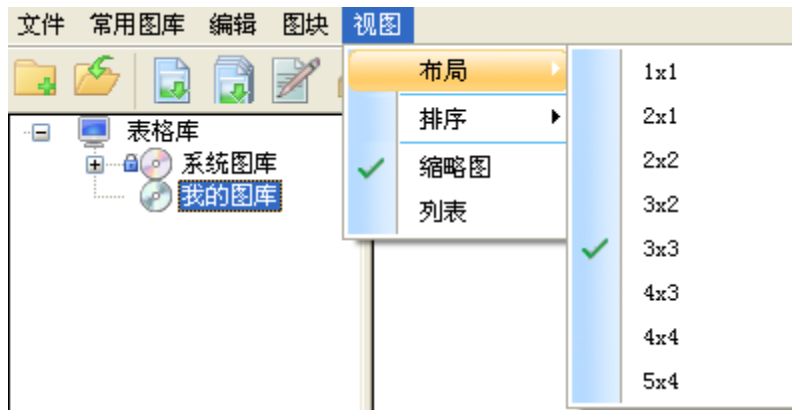 文件 常用图库 编辑 图块 视图
表格库
系统图库
我的图库
布局
排序
缩略图
列表
1x1
2x1
2x2
3x2
3x3
4x3
4x4
5x4